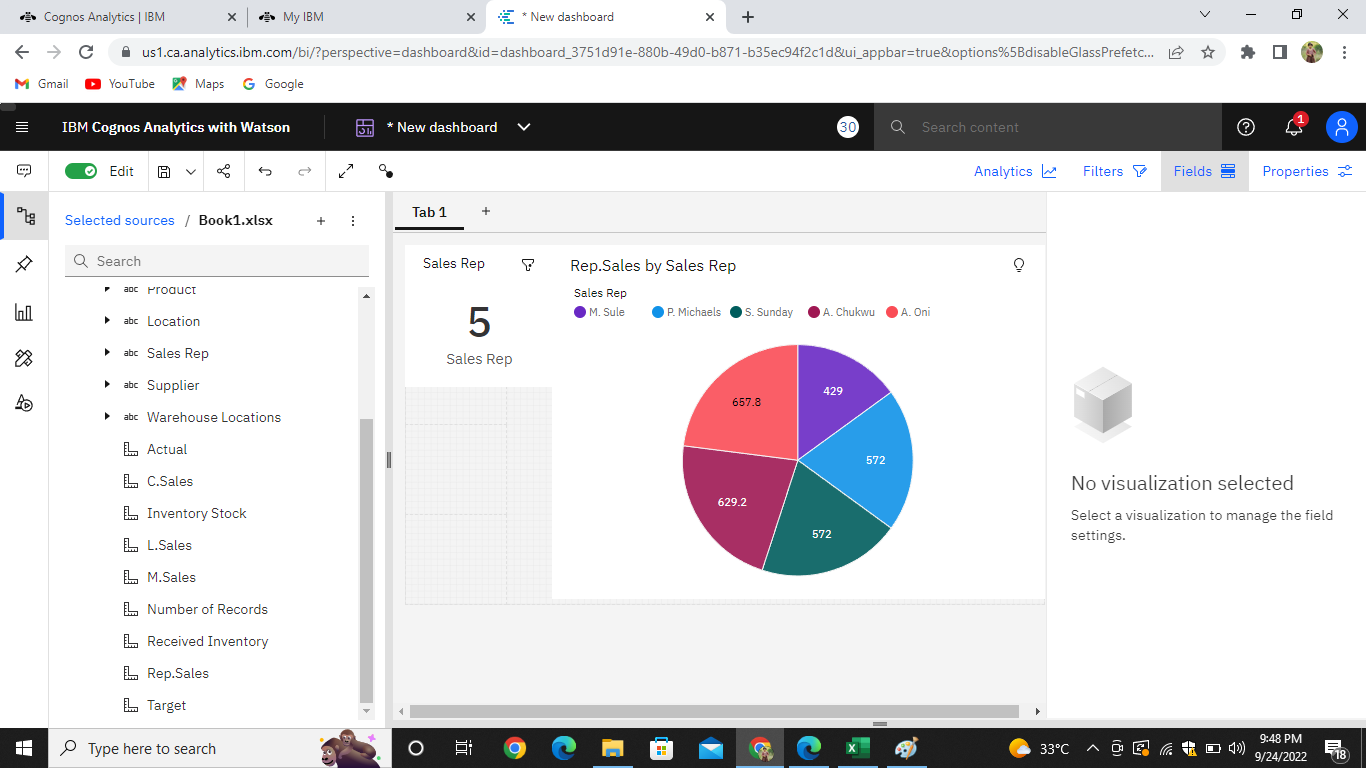 Cognos Analytics | IBM
My IBM
* New dashboard
us1.ca.analytics.ibm.com/bi/?perspective=dashboard&id=dashboard_3751d91e-880b-49d0-b871-b35ec94f2c1d&ui_appbar=true&options%5BdisableGlassPrefetc...
Gmail
YouTube
Maps
Google
IBM Cognos Analytics with Watson
* New dashboard
30
Search content
1
Edit
Analytics
Filters
Fields
Properties
Selected sources / Book1.xlsx
Search
abc Product
abc Location
abc Sales Rep
abc Supplier
abc Warehouse Locations
Actual
C.Sales
Inventory Stock
L.Sales
M.Sales
Number of Records
Received Inventory
Rep.Sales
Target
Tab 1
Sales Rep
5
Sales Rep
Rep.Sales by Sales Rep
Sales Rep
M. Sule
P. Michaels
S. Sunday
A. Chukwu
A. Oni
657.8
429
572
629.2
572
No visualization selected
Select a visualization to manage the field
settings.
Type here to search
33°C
9:48 PM
9/24/2022
18